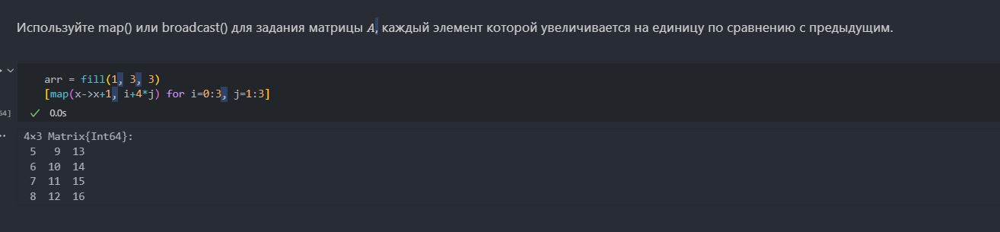 Используйте map() или broadcast() для задания матрицы A, каждый элемент которой увеличивается на единицу по сравнению с предыдущим.
arr = fill(1, 3, 3)
[map(x->x+1, i+4*j) for i=0:3, j=1:3]
64]
0.0s
4×3 Matrix{Int64}:
5 9 13
6 10 14
7 11 15
8 12 16